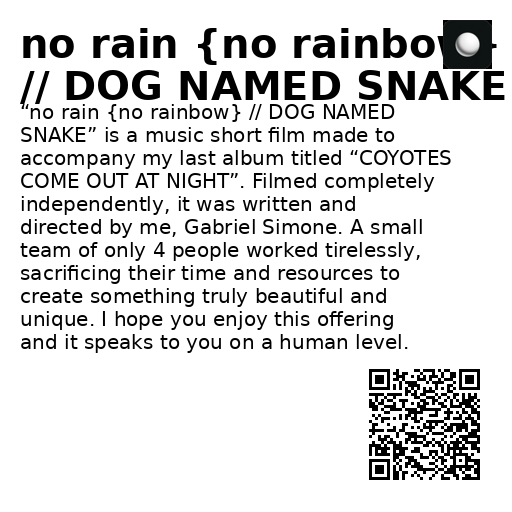 no rain {no rainbow}
// DOG NAMED SNAKE
“no rain {no rainbow} // DOG NAMED
SNAKE” is a music short film made to
accompany my last album titled “COYOTES
COME OUT AT NIGHT”. Filmed completely
independently, it was written and
directed by me, Gabriel Simone. A small
team of only 4 people worked tirelessly,
sacrificing their time and resources to
create something truly beautiful and
unique. I hope you enjoy this offering
and it speaks to you on a human level.